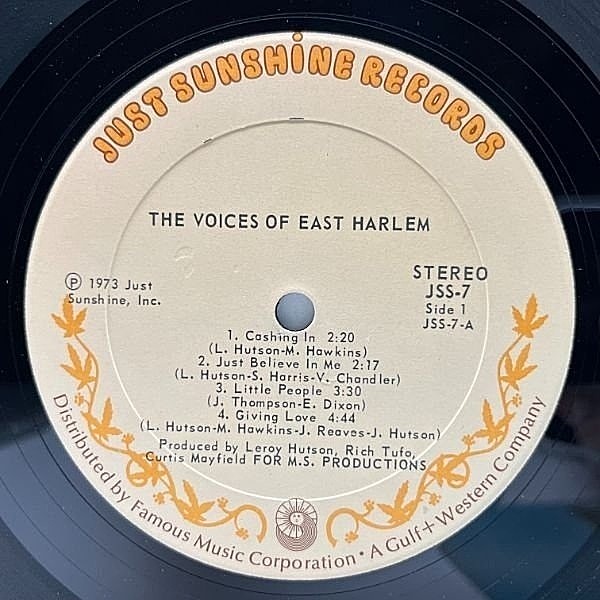 JUST SUNSHINE RECORDS
THE VOICES OF EAST HARLEM
Ⓟ 1973 Just
Sunshine, Inc.
STEREO
JSS-7
Side 1
JSS-7-A
1. Cashing In 2:20
(L. Hutson-M. Hawkins)
2. Just Believe In Me 2:17
(L. Hutson-S. Harris-V. Chandler)
3. Little People 3:30
(J. Thompson-E. Dixon)
4. Giving Love 4:44
(L. Hutson-M. Hawkins-J. Reaves-J. Hutson)
Produced by Leroy Hutson, Rich Tufo,
Curtis Mayfield FOR M.S. PRODUCTIONS
Distributed by Famous Music Corporation • A Gulf+Western Company